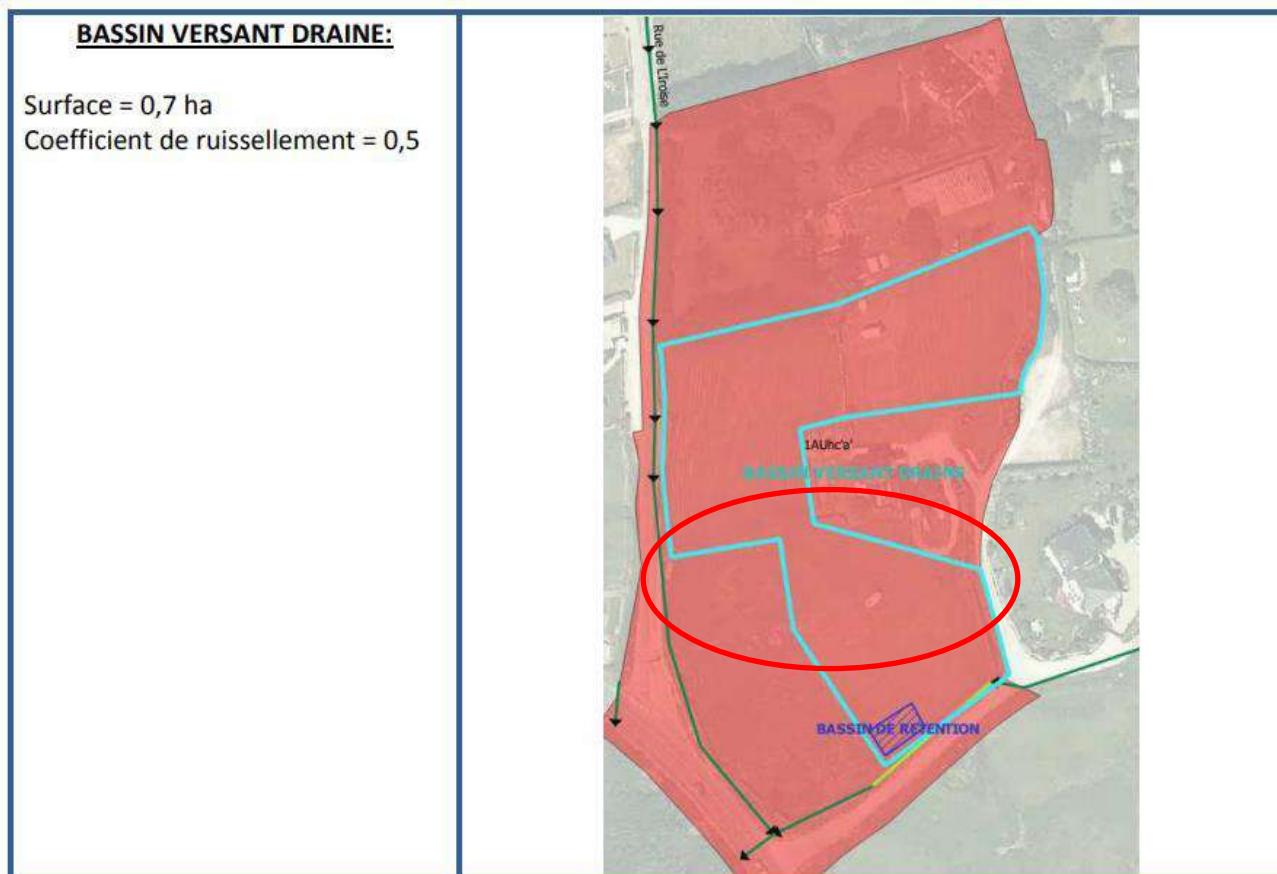 BASSIN VERSANT DRAINE:
Surface = 0,7 ha
Coefficient de ruissellement = 0,5
Rue de L'Iroise
1AUhc'a'
BASSIN VERSANT DRAINE
BASSIN DE RETENTION